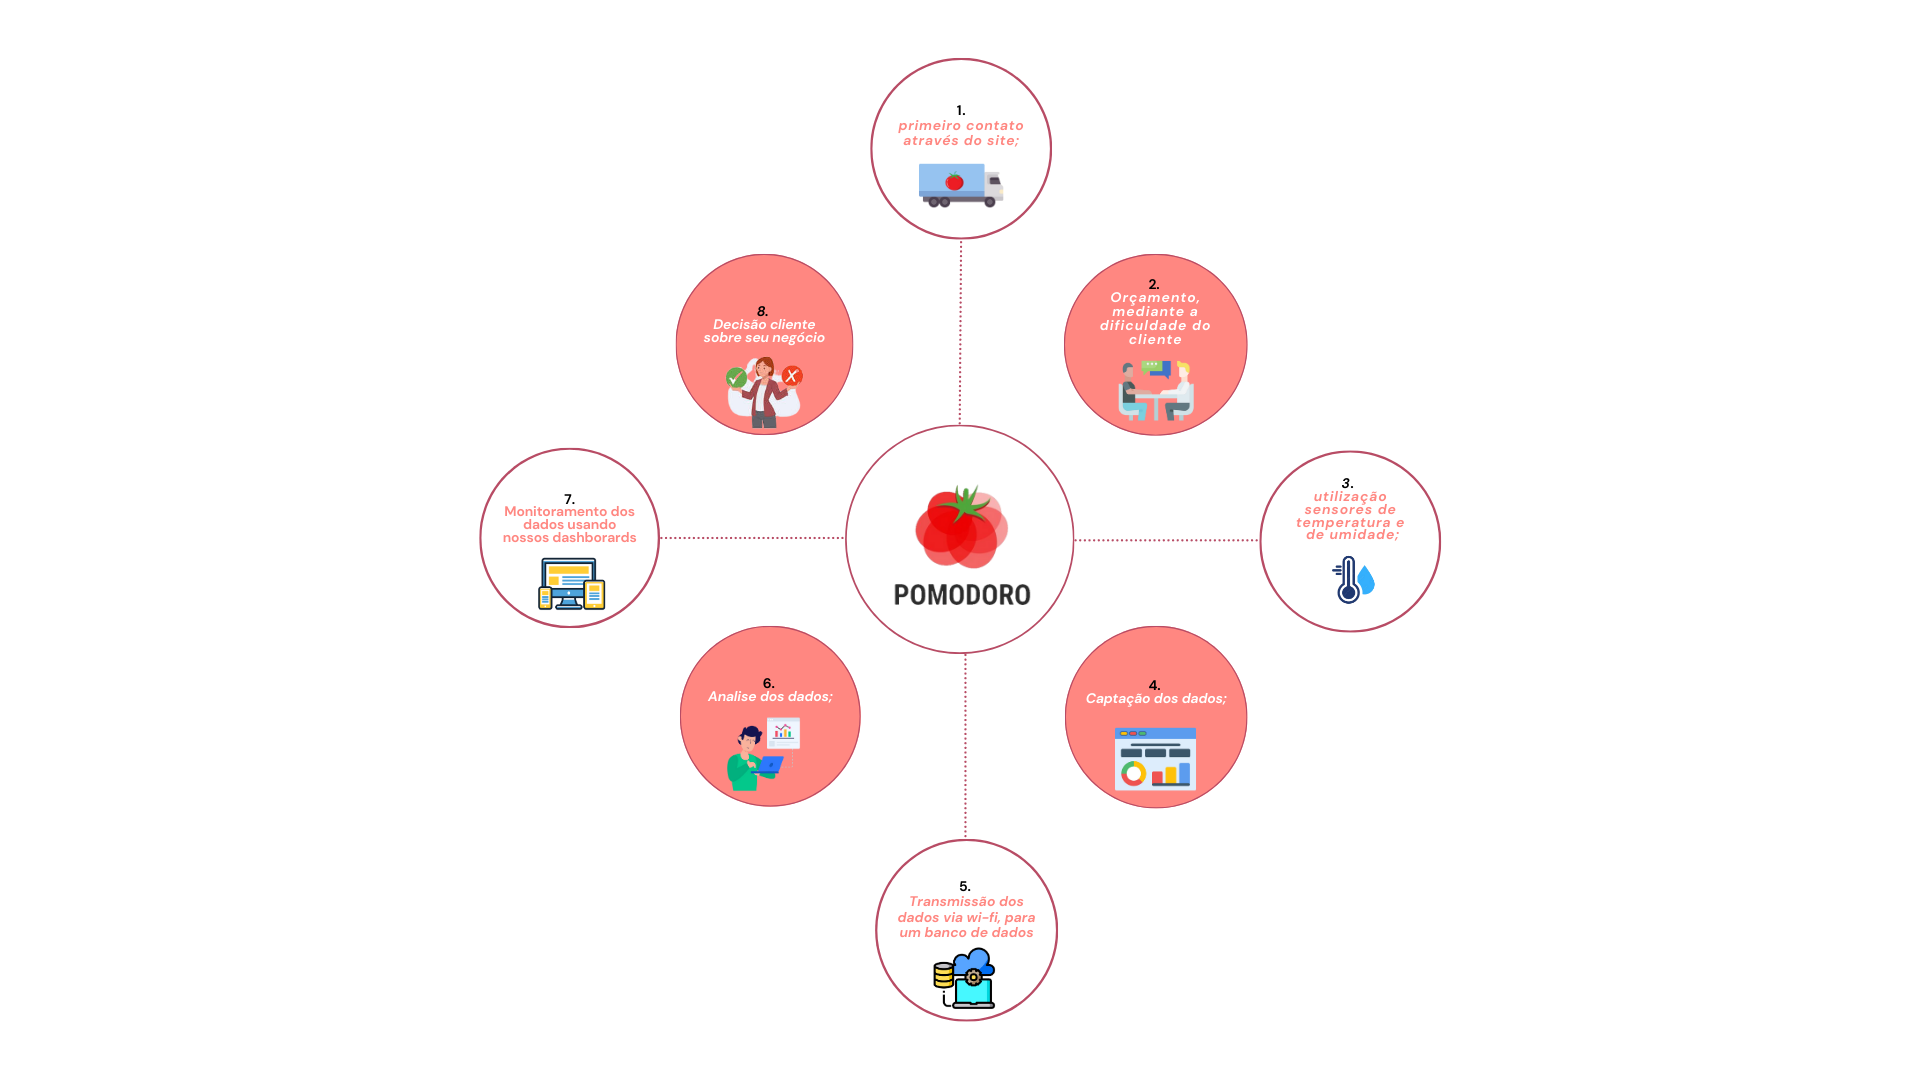 1.
primeiro contato
através do site;
2.
Orçamento,
mediante a
dificuldade do
cliente
3.
utilização
sensores de
temperatura e
de umidade;
4.
Captação dos dados;
5.
Transmissão dos
dados via wi-fi, para
um banco de dados
6.
Analise dos dados;
7.
Monitoramento dos
dados usando
nossos dashborards
8.
Decisão cliente
sobre seu negócio
POMODORO